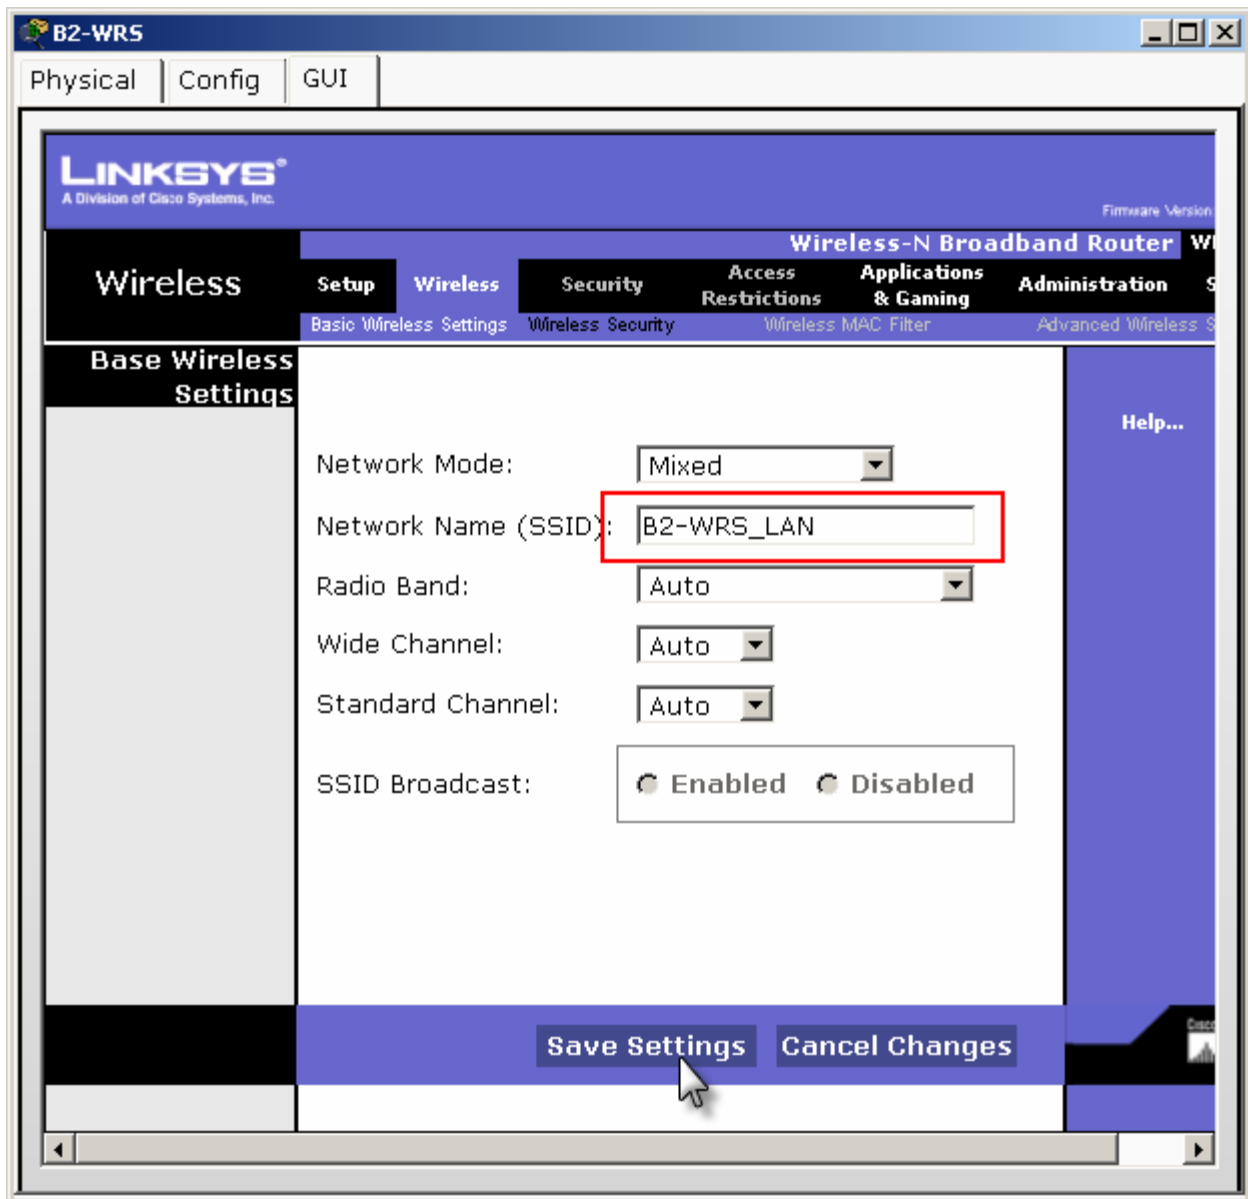 B2-WRS
Physical Config GUI
LINKSYS®
A Division of Cisco Systems, Inc.
Firmware Version:
Wireless-N Broadband Router
Wireless
Setup Wireless Security Access Restrictions Applications & Gaming Administration
Basic Wireless Settings Wireless Security Wireless MAC Filter Advanced Wireless S
Base Wireless
Settings
Help...
Network Mode: Mixed
Network Name (SSID): B2-WRS_LAN
Radio Band: Auto
Wide Channel: Auto
Standard Channel: Auto
SSID Broadcast: Enabled Disabled
Save Settings Cancel Changes